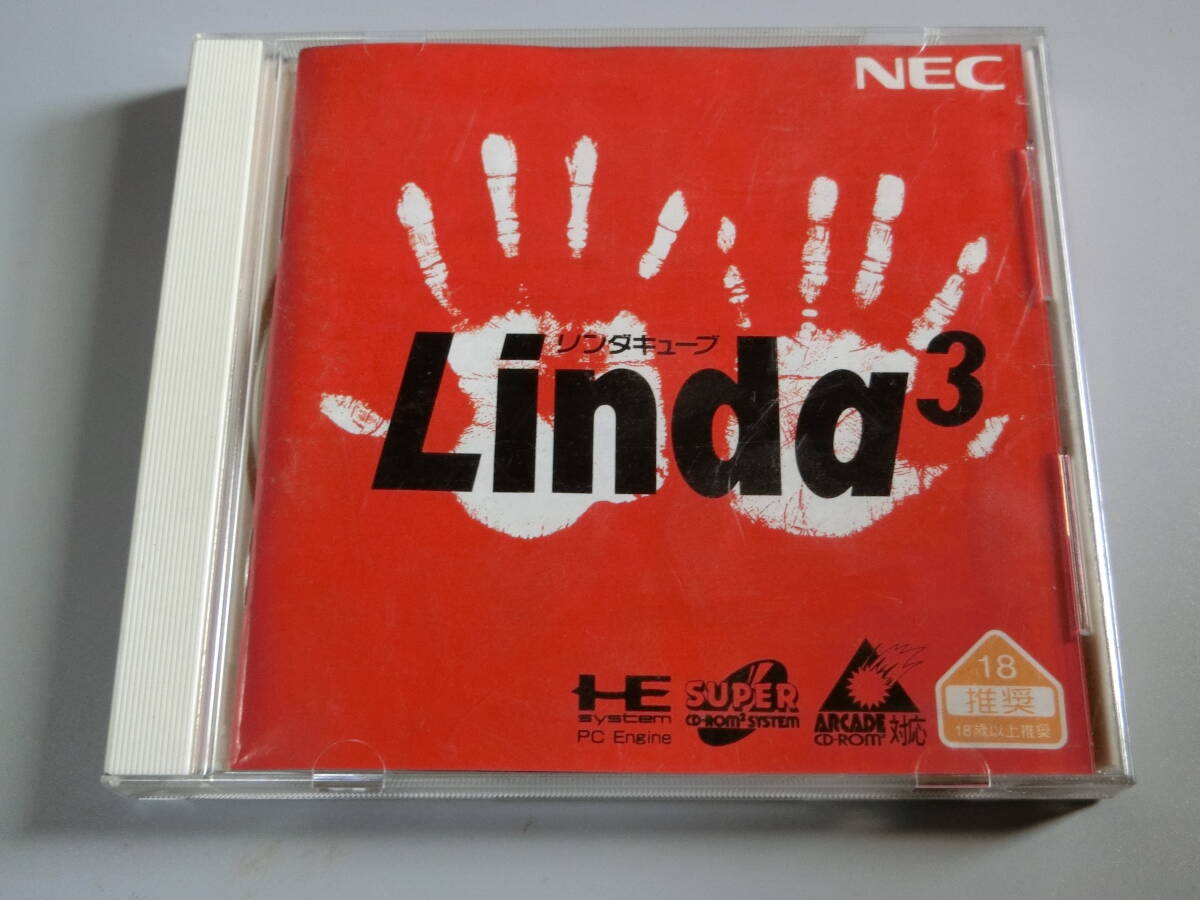 NEC
リンダキューブ
Linda³
HE
system
PC Engine
SUPER
CD-ROM² SYSTEM
ARCADE
CD-ROM²
対応
18
推奨
18歳以上推奨